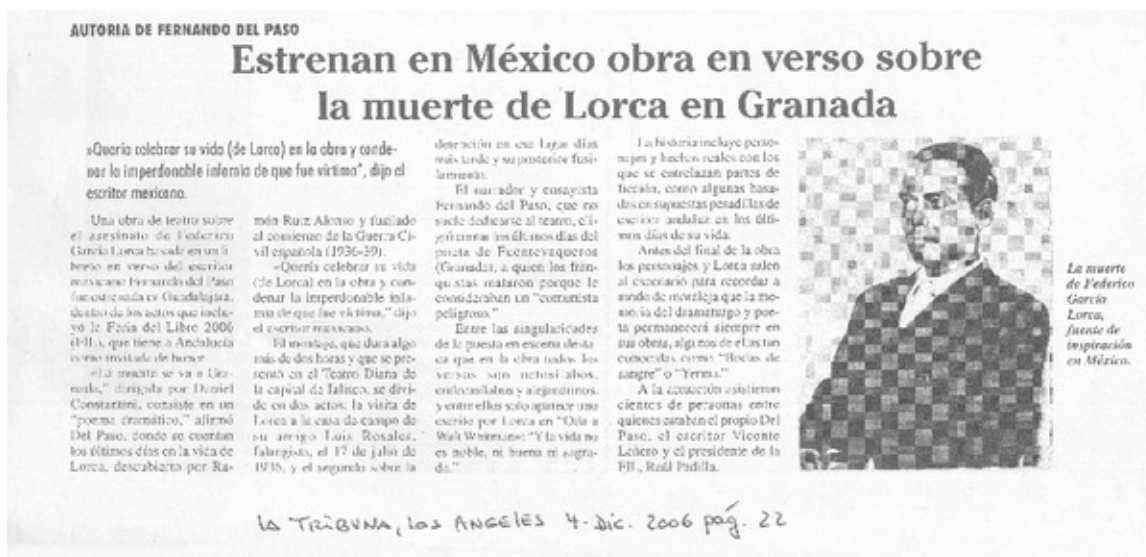 AUTORIA DE FERNANDO DEL PASO
Estrenan en México obra en verso sobre
la muerte de Lorca en Granada
»Quería celebrar su vida (de Lorca) en la obra y conde-
nar la imperdonable infamia de que fue víctima", dijo el
escritor mexicano.
Una obra de teatro sobre
el asesinato de Federico
García Lorca basada en un li-
breto en verso del escritor
mexicano Fernando del Paso
fue estrenada en Guadalajara,
dentro de los actos que inclu-
yó la Feria del Libro 2006
(FIL), que tiene a Andalucía
como invitada de honor.
«La muerte se va a Gra-
nada," dirigida por Daniel
Constantini, consiste en un
"poema dramático," afirmó
Del Paso, donde se cuentan
los últimos días en la vida de
Lorca, descubierto por Ra-
món Ruiz Alonso y fusilado
al comienzo de la Guerra Ci-
vil española (1936-39).
«Quería celebrar su vida
(de Lorca) en la obra y con-
denar la imperdonable infa-
mia de que fue víctima," dijo
el escritor mexicano.
El montaje, que dura algo
más de dos horas y que se pre-
sentó en el Teatro Diana de
la capital de Jalisco, se divi-
de en dos actos, la visita de
Lorca a la casa de campo de
su amigo Luis Rosales,
falangista, el 17 de julio de
1936, y el segundo sobre la
detención en ese lugar días
más tarde y su posterior fusi-
lamiento.
El narrador y ensayista
Fernando del Paso, que no
suele dedicarse al teatro, eli-
gió contar los últimos días del
poeta de Fuentevaqueros
(Granada), a quien los fran-
quistas mataron porque le
consideraban un "comunista
peligroso."
Entre las singularidades
de la puesta en escena desta-
ca que en la obra todos los
versos son octosílabos,
endecasílabos y alejandrinos,
y entre ellos solo aparece uno
escrito por Lorca en "Oda a
Walt Whitman»: "Y la vida no
es noble, ni buena ni sagra-
da."
La historia incluye perso-
najes y hechos reales con los
que se entrelazan partes de
ficción, como algunas basa-
das en supuestas pesadillas de
escritor andaluz en los últi-
mos días de su vida.
Antes del final de la obra
los personajes y Lorca salen
al escenario para recordar a
modo de moraleja que la me-
moria del dramaturgo y poe-
ta permanecerá siempre en
sus obra, algunos de ellas tan
conocidas como "Bodas de
sangre" o "Yerma."
A la actuación asistieron
cientes de personas entre
quienes estaban el propio Del
Paso, el escritor Vicente
Leñero y el presidente de la
FIL, Raúl Padilla.
La muerte
de Federico
García
Lorca,
fuente de
inspiración
en México.
LA TRIBUNA, LOS ANGELES 4-Dic. 2006 pág. 22